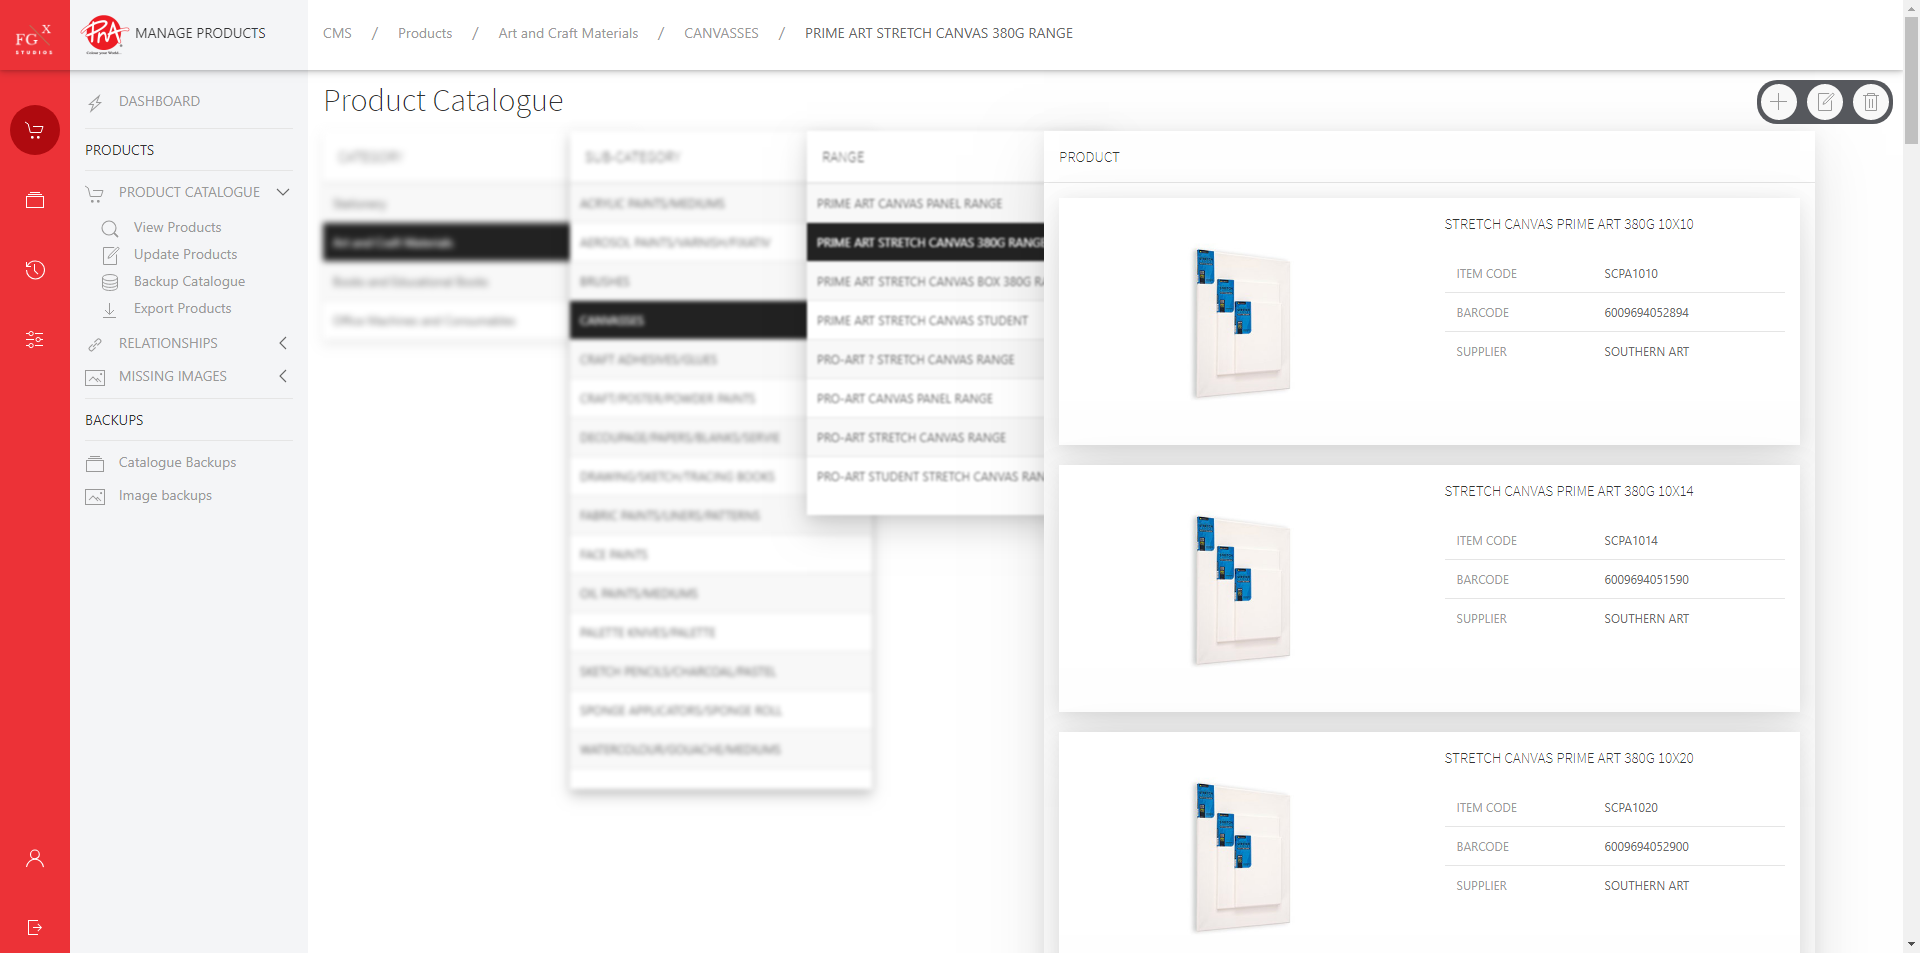 FGX
STUDIOS
PNA
MANAGE PRODUCTS
CMS / Products / Art and Craft Materials / CANVASSES / PRIME ART STRETCH CANVAS 380G RANGE
DASHBOARD
PRODUCTS
PRODUCT CATALOGUE
View Products
Update Products
Backup Catalogue
Export Products
RELATIONSHIPS
MISSING IMAGES
BACKUPS
Catalogue Backups
Image backups
Product Catalogue
CATEGORY
Stationery
Art and Craft Materials
Books and Educational Books
Office Machines and Consumables
SUB-CATEGORY
ACRYLIC PAINTS/MEDIUMS
AEROSOL PAINTS/VARNISH/FIXATIV
BRUSHES
CANVASSES
CRAFT ADHESIVES/GLUES
CRAFT/POSTER/POWDER PAINTS
DECOUPAGE/PAPERS/BLANKS/SERVIE
DRAWING/SKETCH/TRACING BOOKS
FABRIC PAINTS/LINERS/PATTERNS
FACE PAINTS
OIL PAINTS/MEDIUMS
PALETTE KNIVES/PALETTE
SKETCH PENCILS/CHARCOAL/PASTEL
SPONGE APPLICATORS/SPONGE ROLL
WATERCOLOUR/GOUACHE/MEDIUMS
RANGE
PRIME ART CANVAS PANEL RANGE
PRIME ART STRETCH CANVAS 380G RANGE
PRIME ART STRETCH CANVAS BOX 380G RA
PRIME ART STRETCH CANVAS STUDENT
PRO-ART ? STRETCH CANVAS RANGE
PRO-ART CANVAS PANEL RANGE
PRO-ART STRETCH CANVAS RANGE
PRO-ART STUDENT STRETCH CANVAS RAN
PRODUCT
STRETCH CANVAS PRIME ART 380G 10X10
ITEM CODE SCPA1010
BARCODE 6009694052894
SUPPLIER SOUTHERN ART
STRETCH CANVAS PRIME ART 380G 10X14
ITEM CODE SCPA1014
BARCODE 6009694051590
SUPPLIER SOUTHERN ART
STRETCH CANVAS PRIME ART 380G 10X20
ITEM CODE SCPA1020
BARCODE 6009694052900
SUPPLIER SOUTHERN ART